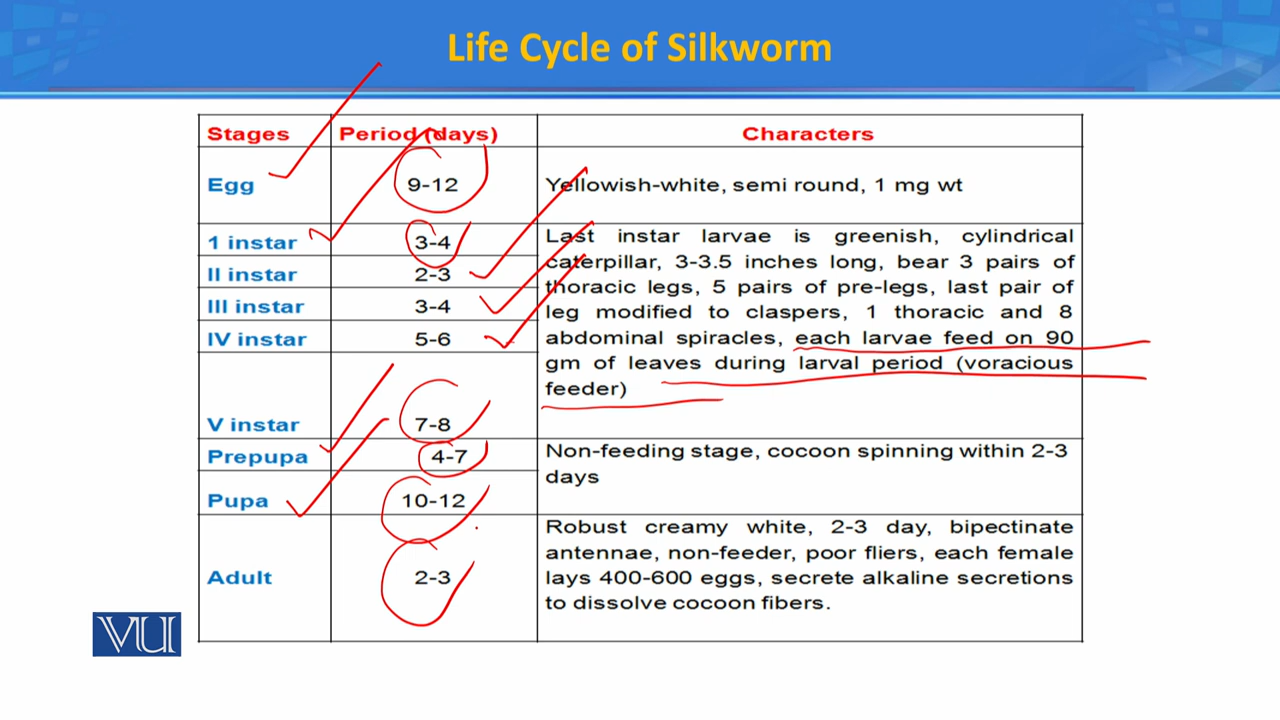 Life Cycle of Silkworm
Stages Period (days) Characters
Egg 9-12 Yellowish-white, semi round, 1 mg wt
1 instar 3-4 Last instar larvae is greenish, cylindrical
caterpillar, 3-3.5 inches long, bear 3 pairs of
II instar 2-3
thoracic legs, 5 pairs of pre-legs, last pair of
III instar 3-4 leg modified to claspers, 1 thoracic and 8
IV instar 5-6 abdominal spiracles, each larvae feed on 90
gm of leaves during larval period (voracious
feeder)
V instar 7-8
Prepupa 4-7 Non-feeding stage, cocoon spinning within 2-3
days
Pupa 10-12
Robust creamy white, 2-3 day, bipectinate
antennae, non-feeder, poor fliers, each female
Adult 2-3 lays 400-600 eggs, secrete alkaline secretions
to dissolve cocoon fibers.
VU